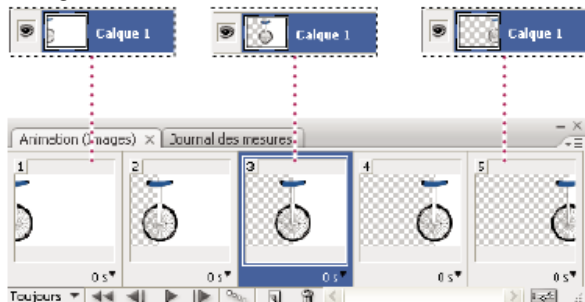 Calque 1 Calque 1 Calque 1
Animation (Images) Journal des mesures
1 2 3 4 5
0 s 0 s 0 s 0 s 0 s
Toujours